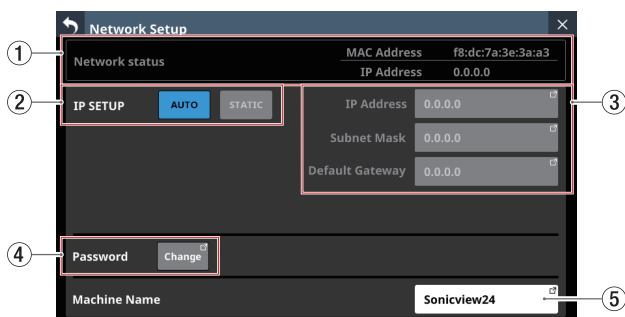 Network Setup
①
Network status
MAC Address f8:dc:7a:3e:3a:a3
IP Address 0.0.0.0
②
IP SETUP AUTO STATIC
③
IP Address 0.0.0.0
Subnet Mask 0.0.0.0
Default Gateway 0.0.0.0
④
Password Change
Machine Name Sonicview24
⑤